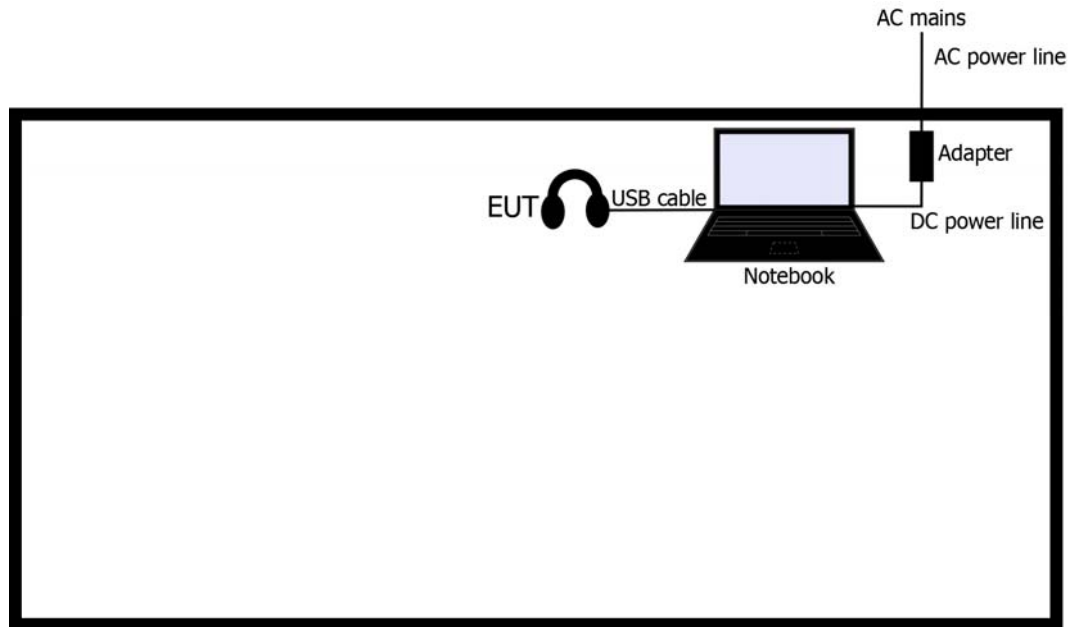 AC mains
AC power line
Adapter
EUT
USB cable
DC power line
Notebook